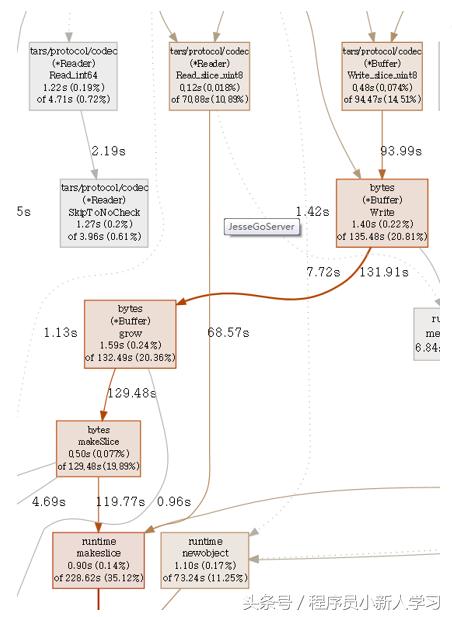 tars/protocol/codec
(*Reader)
Read_int64
1.22s (0.19%)
of 4.71s (0.72%)
tars/protocol/codec
(*Reader)
Read_slice_uint8
0.12s (0.018%)
of 70.88s (10.89%)
tars/protocol/codec
(*Buffer)
Write_slice_uint8
0.48s (0.074%)
of 94.47s (14.51%)
2.19s
93.99s
tars/protocol/codec
(*Reader)
SkipToNoCheck
1.27s (0.2%)
of 3.96s (0.61%)
bytes
(*Buffer)
Write
1.40s (0.22%)
of 135.48s (20.81%)
5s
1.42s
JesseGoServer
7.72s
131.91s
bytes
(*Buffer)
grow
1.59s (0.24%)
of 132.49s (20.36%)
1.13s
68.57s
ru
me
6.84s
129.48s
bytes
makeSlice
0.50s (0.077%)
of 129.48s (19.89%)
4.69s
119.77s
0.96s
runtime
makeslice
0.90s (0.14%)
of 228.62s (35.12%)
runtime
newobject
1.10s (0.17%)
of 73.24s (11.25%)
头条号 / 程序员小新人学习